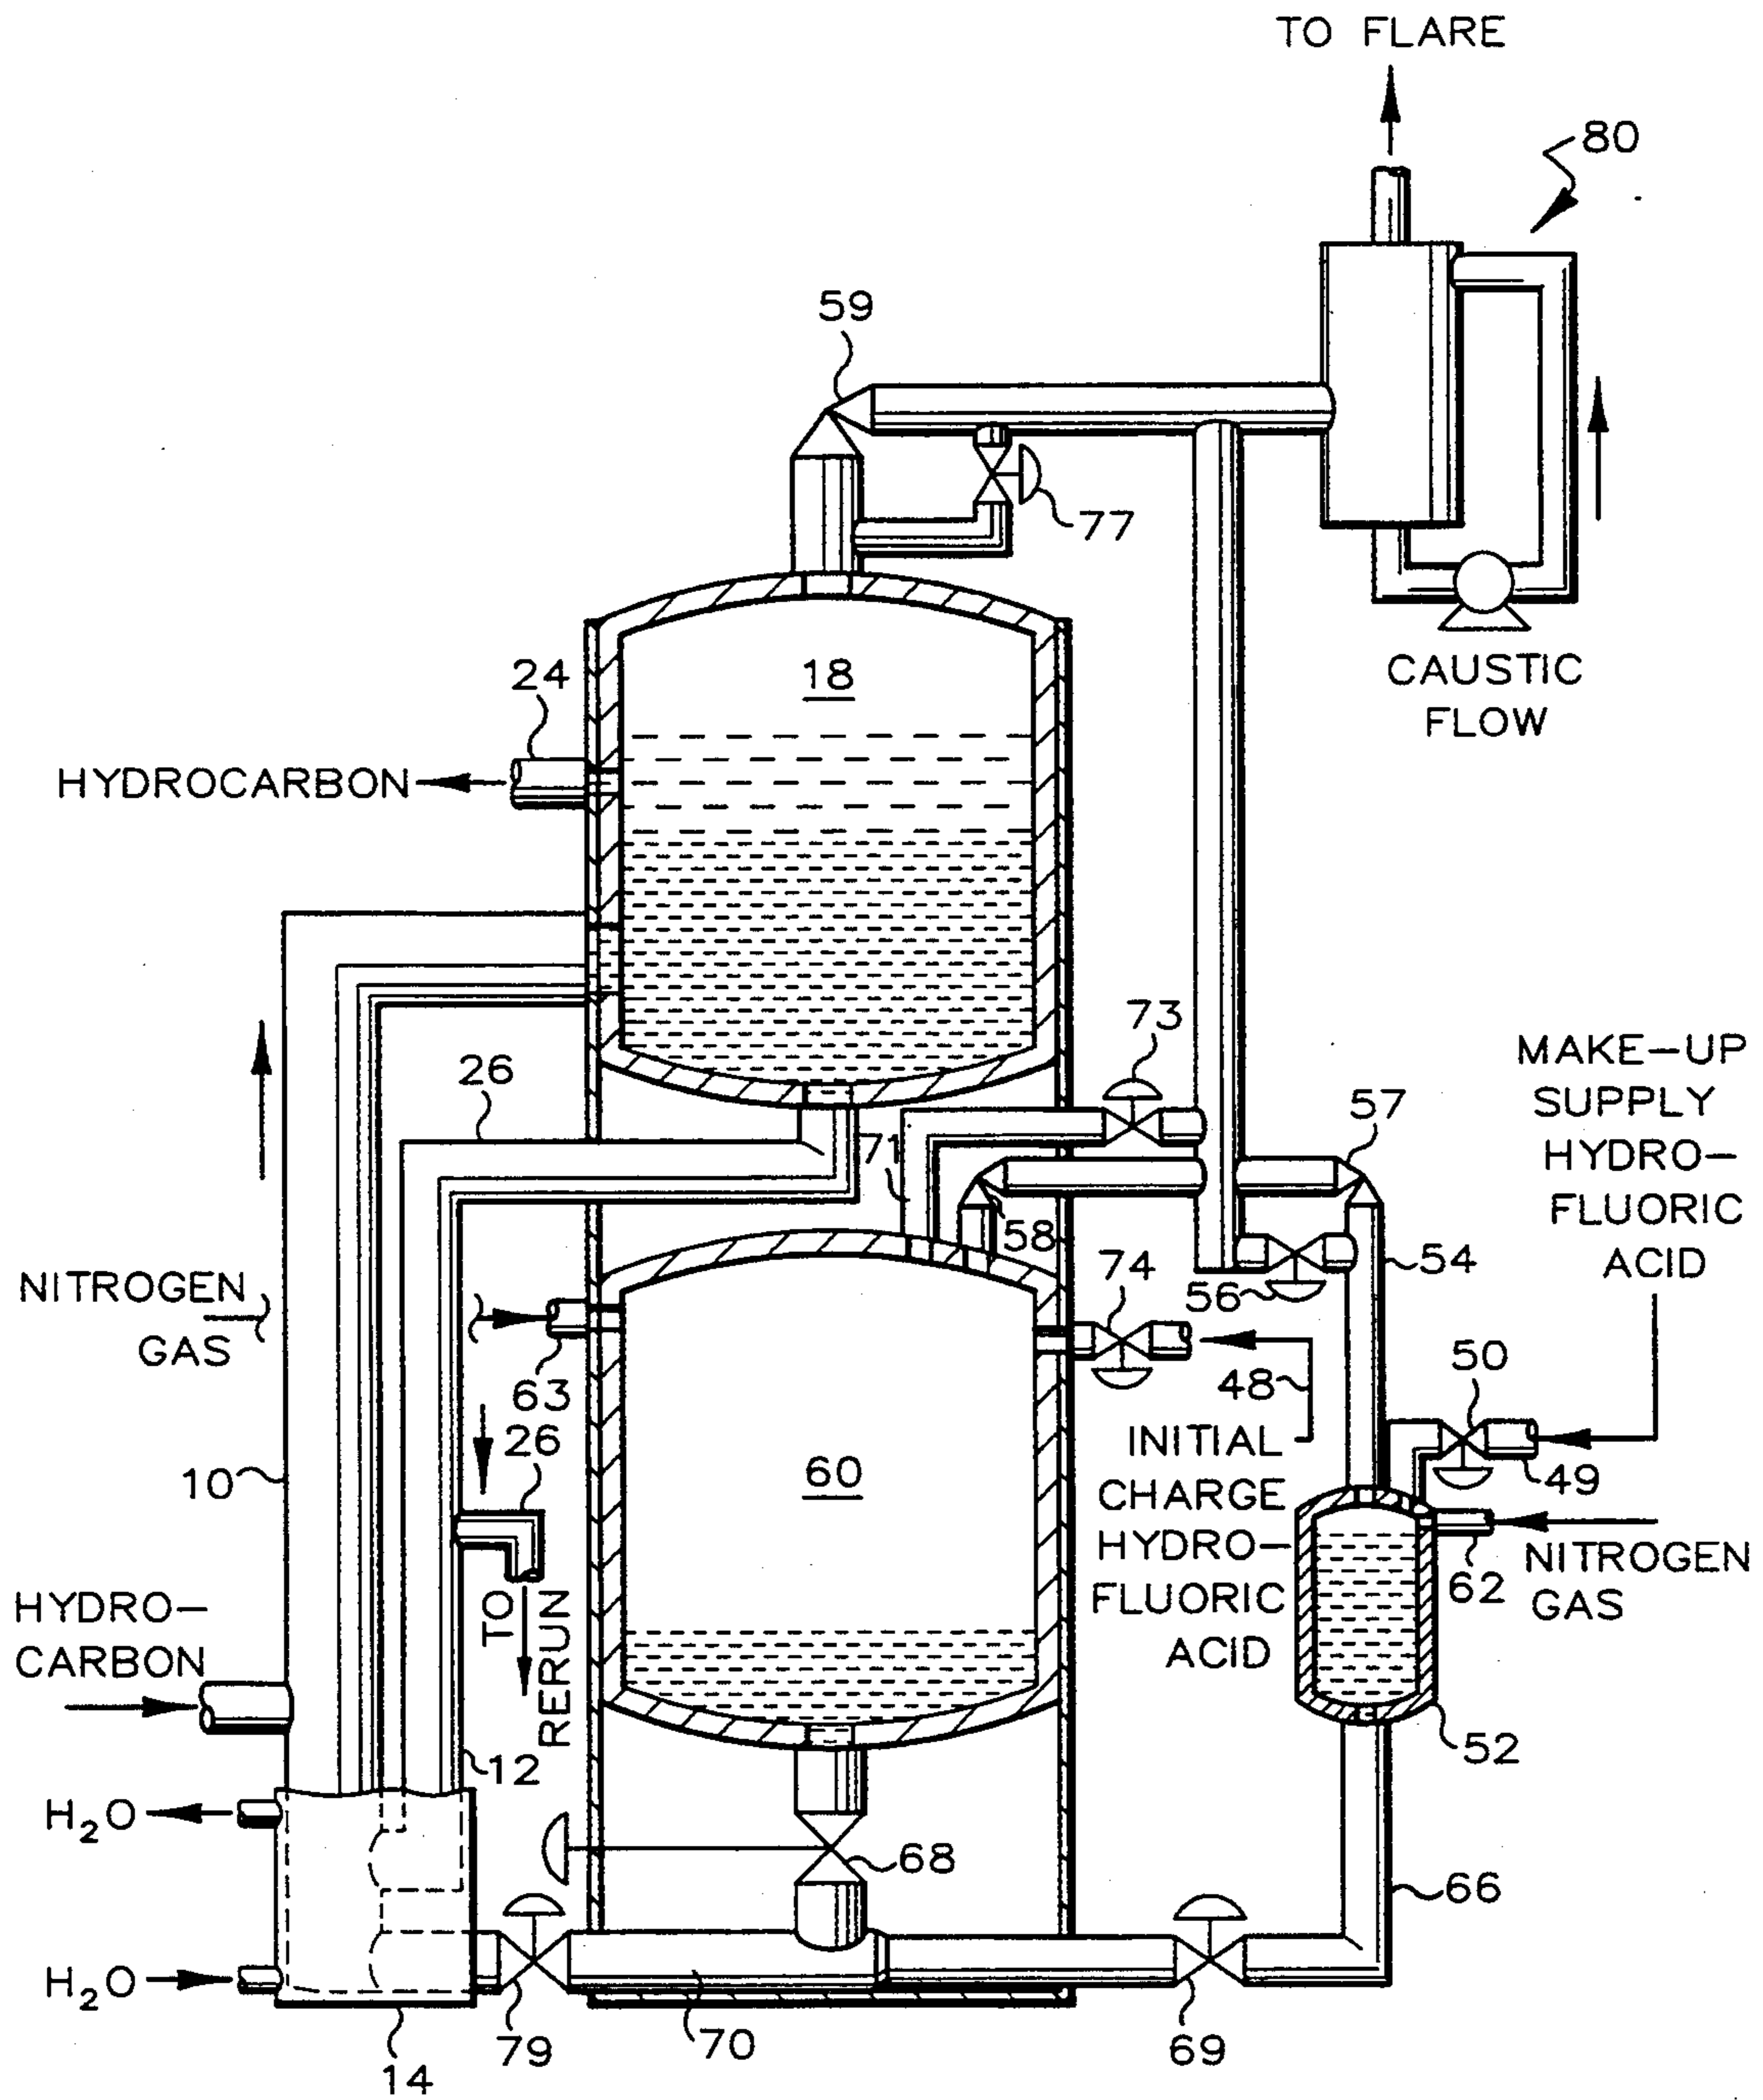 TO FLARE
80
59
77
CAUSTIC
FLOW
24
18
HYDROCARBON
73
MAKE-UP
SUPPLY
HYDRO-
FLUORIC
ACID
26
57
71
58
54
74
NITROGEN
GAS
56
63
48
50
26
INITIAL
CHARGE
HYDRO-
FLUORIC
ACID
49
10
60
62
NITROGEN
GAS
HYDRO-
CARBON
TO
RERUN
12
52
H2O
68
66
H2O
14
79
70
69